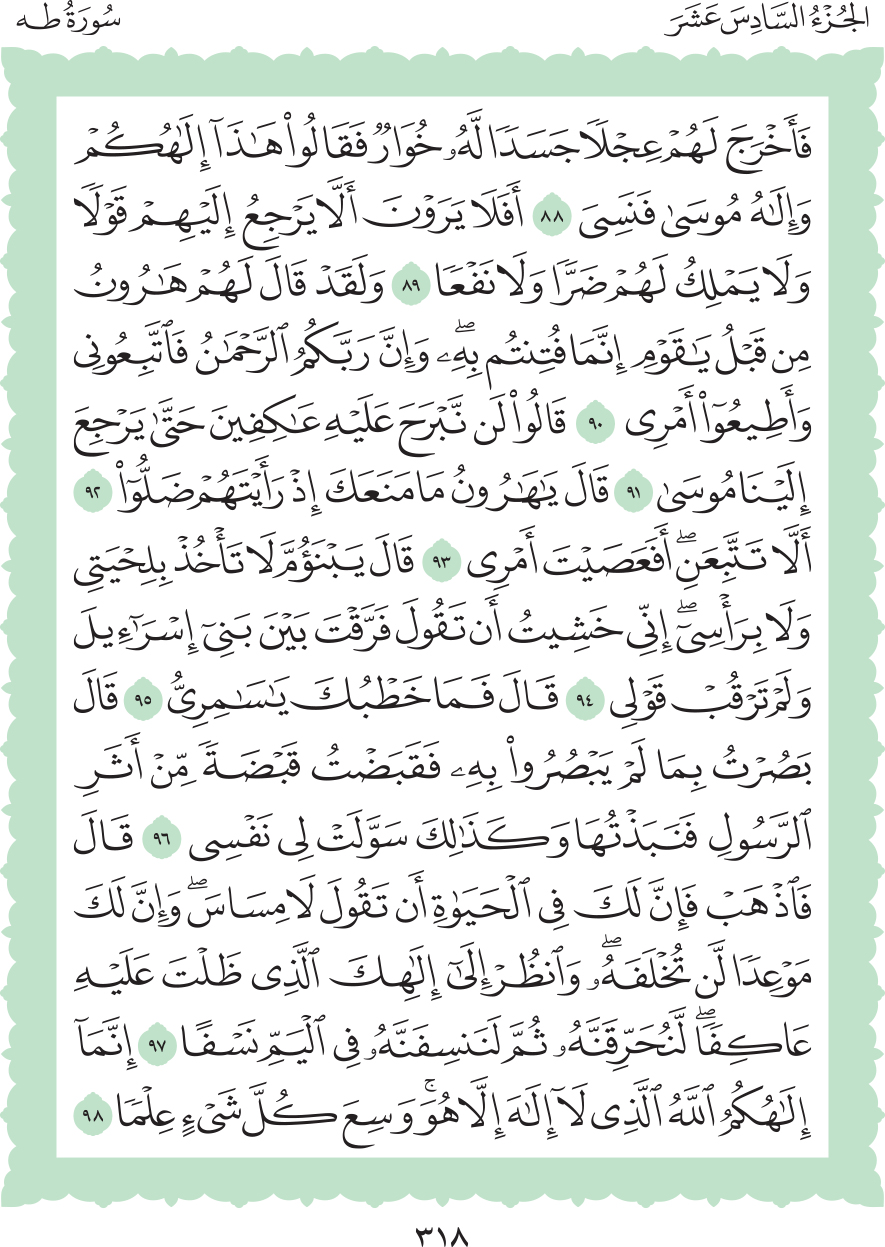 الجُزْءُ السَّادِسَ عَشَرَ
سُورَةُ طه
فَأَخْرَجَ لَهُمْ عِجْلًا جَسَدًا لَّهُۥ خُوَارٌ فَقَالُوا۟ هَـٰذَآ إِلَـٰهُكُمْ
وَإِلَـٰهُ مُوسَىٰ فَنَسِىَ ٨٨ أَفَلَا يَرَوْنَ أَلَّا يَرْجِعُ إِلَيْهِمْ قَوْلًا
وَلَا يَمْلِكُ لَهُمْ ضَرًّا وَلَا نَفْعًا ٨٩ وَلَقَدْ قَالَ لَهُمْ هَـٰرُونُ
مِن قَبْلُ يَـٰقَوْمِ إِنَّمَا فُتِنتُم بِهِۦ ۖ وَإِنَّ رَبَّكُمُ ٱلرَّحْمَـٰنُ فَٱتَّبِعُونِى
وَأَطِيعُوٓا۟ أَمْرِى ٩٠ قَالُوا۟ لَن نَّبْرَحَ عَلَيْهِ عَـٰكِفِينَ حَتَّىٰ يَرْجِعَ
إِلَيْنَا مُوسَىٰ ٩١ قَالَ يَـٰهَـٰرُونُ مَا مَنَعَكَ إِذْ رَأَيْتَهُمْ ضَلُّوٓا۟ ٩٢
أَلَّا تَتَّبِعَنِ ۖ أَفَعَصَيْتَ أَمْرِى ٩٣ قَالَ يَبْنَؤُمَّ لَا تَأْخُذْ بِلِحْيَتِى
وَلَا بِرَأْسِىٓ ۖ إِنِّى خَشِيتُ أَن تَقُولَ فَرَّقْتَ بَيْنَ بَنِىٓ إِسْرَٰٓءِيلَ
وَلَمْ تَرْقُبْ قَوْلِى ٩٤ قَالَ فَمَا خَطْبُكَ يَـٰسَـٰمِرِىُّ ٩٥ قَالَ
بَصُرْتُ بِمَا لَمْ يَبْصُرُوا۟ بِهِۦ فَقَبَضْتُ قَبْضَةً مِّنْ أَثَرِ
ٱلرَّسُولِ فَنَبَذْتُهَا وَكَذَٰلِكَ سَوَّلَتْ لِى نَفْسِى ٩٦ قَالَ
فَٱذْهَبْ فَإِنَّ لَكَ فِى ٱلْحَيَوٰةِ أَن تَقُولَ لَا مِسَاسَ ۖ وَإِنَّ لَكَ
مَوْعِدًا لَّن تُخْلَفَهُۥ ۖ وَٱنظُرْ إِلَىٰٓ إِلَـٰهِكَ ٱلَّذِى ظَلْتَ عَلَيْهِ
عَاكِفًا ۖ لَّنُحَرِّقَنَّهُۥ ثُمَّ لَنَنسِفَنَّهُۥ فِى ٱلْيَمِّ نَسْفًا ٩٧ إِنَّمَآ
إِلَـٰهُكُمُ ٱللَّهُ ٱلَّذِى لَآ إِلَـٰهَ إِلَّا هُوَ ۚ وَسِعَ كُلَّ شَىْءٍ عِلْمًا ٩٨
٣١٨